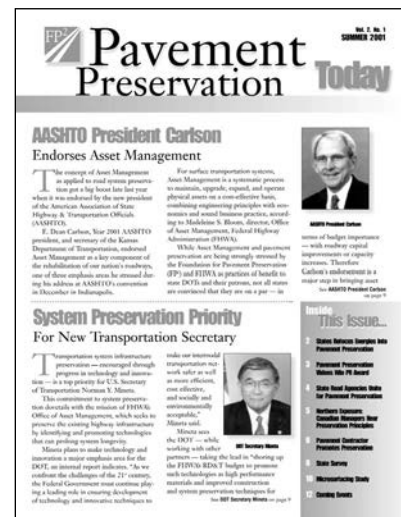 FP²
Vol. 2, No. 1
SUMMER 2001
Pavement
Preservation
Today
AASHTO President Carlson
Endorses Asset Management
The concept of Asset Management
as applied to road system preserva-
tion got a big boost late last year
when it was endorsed by the new president
of the American Association of State
Highway & Transportation Officials
(AASHTO).
E. Dean Carlson, Year 2001 AASHTO
president, and secretary of the Kansas
Department of Transportation, endorsed
Asset Management as a key component of
the rehabilitation of our nation's roadways,
one of three emphasis areas he stressed dur-
ing his address at AASHTO's convention
in December in Indianapolis.
For surface transportation systems,
Asset Management is a systematic process
to maintain, upgrade, expand, and operate
physical assets on a cost-effective basis,
combining engineering principles with eco-
nomics and sound business practice, accord-
ing to Madeleine S. Bloom, director, Office
of Asset Management, Federal Highway
Administration (FHWA).
While Asset Management and pavement
preservation are being strongly stressed by
the Foundation for Pavement Preservation
(FP) and FHWA as practices of benefit to
state DOTs and their patrons, not all states
are convinced that they are on a par — in
AASHTO President Carlson
terms of budget importance
— with roadway capital
improvements or capacity
increases. Therefore
Carlson's endorsement is a
major step in bringing asset
See AASHTO President Carlson
on page 9
System Preservation Priority
For New Transportation Secretary
Transportation system infrastructure
preservation — encouraged through
progress in technology and innova-
tion — is a top priority for U.S. Secretary
of Transportation Norman Y. Mineta.
This commitment to system preserva-
tion dovetails with the mission of FHWA's
Office of Asset Management, which seeks to
preserve the existing highway infrastructure
by identifying and promoting technologies
that can prolong system longevity.
Mineta plans to make technology and
innovation a major emphasis area for the
DOT, an internal report indicates. "As we
confront the challenges of the 21st century,
the Federal Government must continue play-
ing a leading role in ensuring development
of technology and innovative techniques to
make our intermodal
transportation net-
work safer as well
as more efficient,
cost effective,
and socially and
environmentally
acceptable,"
Mineta said.
Mineta sees
the DOT — while
working with other
partners — taking the lead in "shoring up
the FHWA's RD&T budget to promote
such technologies as high performance
materials and improved construction
and system preservation techniques for
See DOT Secretary Mineta on page 9
DOT Secretary Mineta
Inside
This Issue...
2 States Refocus Energies Into
Pavement Preservation
3 Pavement Preservation
Values Win PR Award
4 State Road Agencies Unite
for Pavement Preservation
5 Northern Exposure:
Canadian Managers Hear
Preservation Principles
6 Pavement Contractor
Promotes Preservation
8 State Survey
10 Microsurfacing Study
12 Coming Events